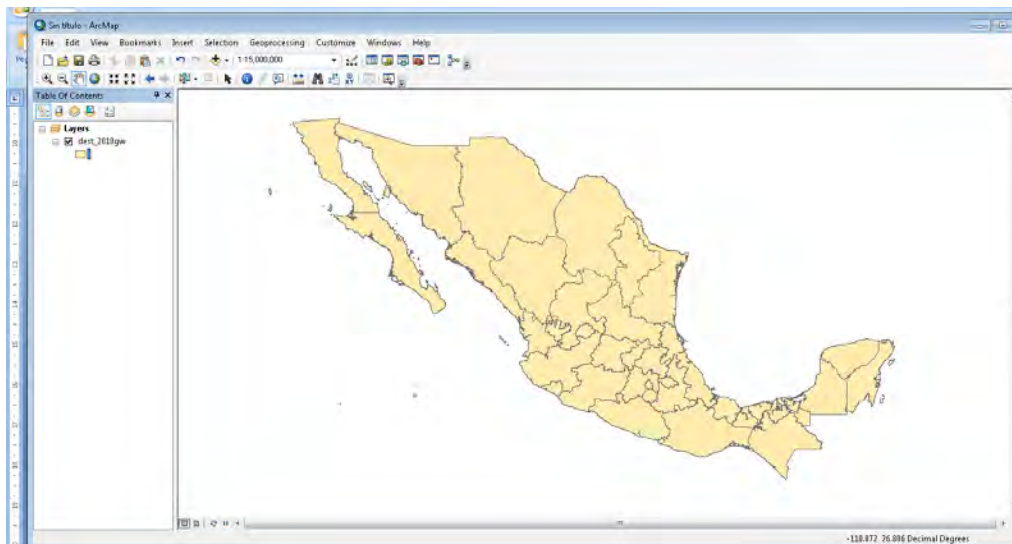 Sin título - ArcMap
File Edit View Bookmarks Insert Selection Geoprocessing Customize Windows Help
1:15,000,000
Table Of Contents
Layers
dest_2010gw
-118.872 26.886 Decimal Degrees